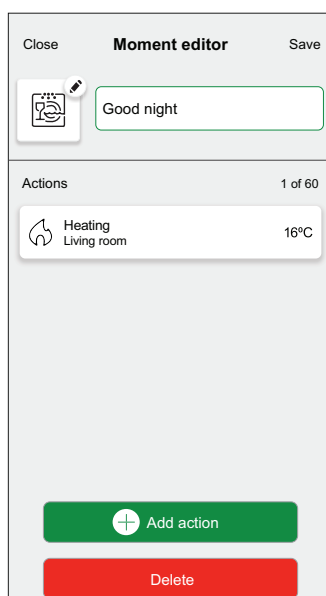 Close Moment editor Save
Good night
Actions 1 of 60
Heating
Living room
16ºC
Add action
Delete